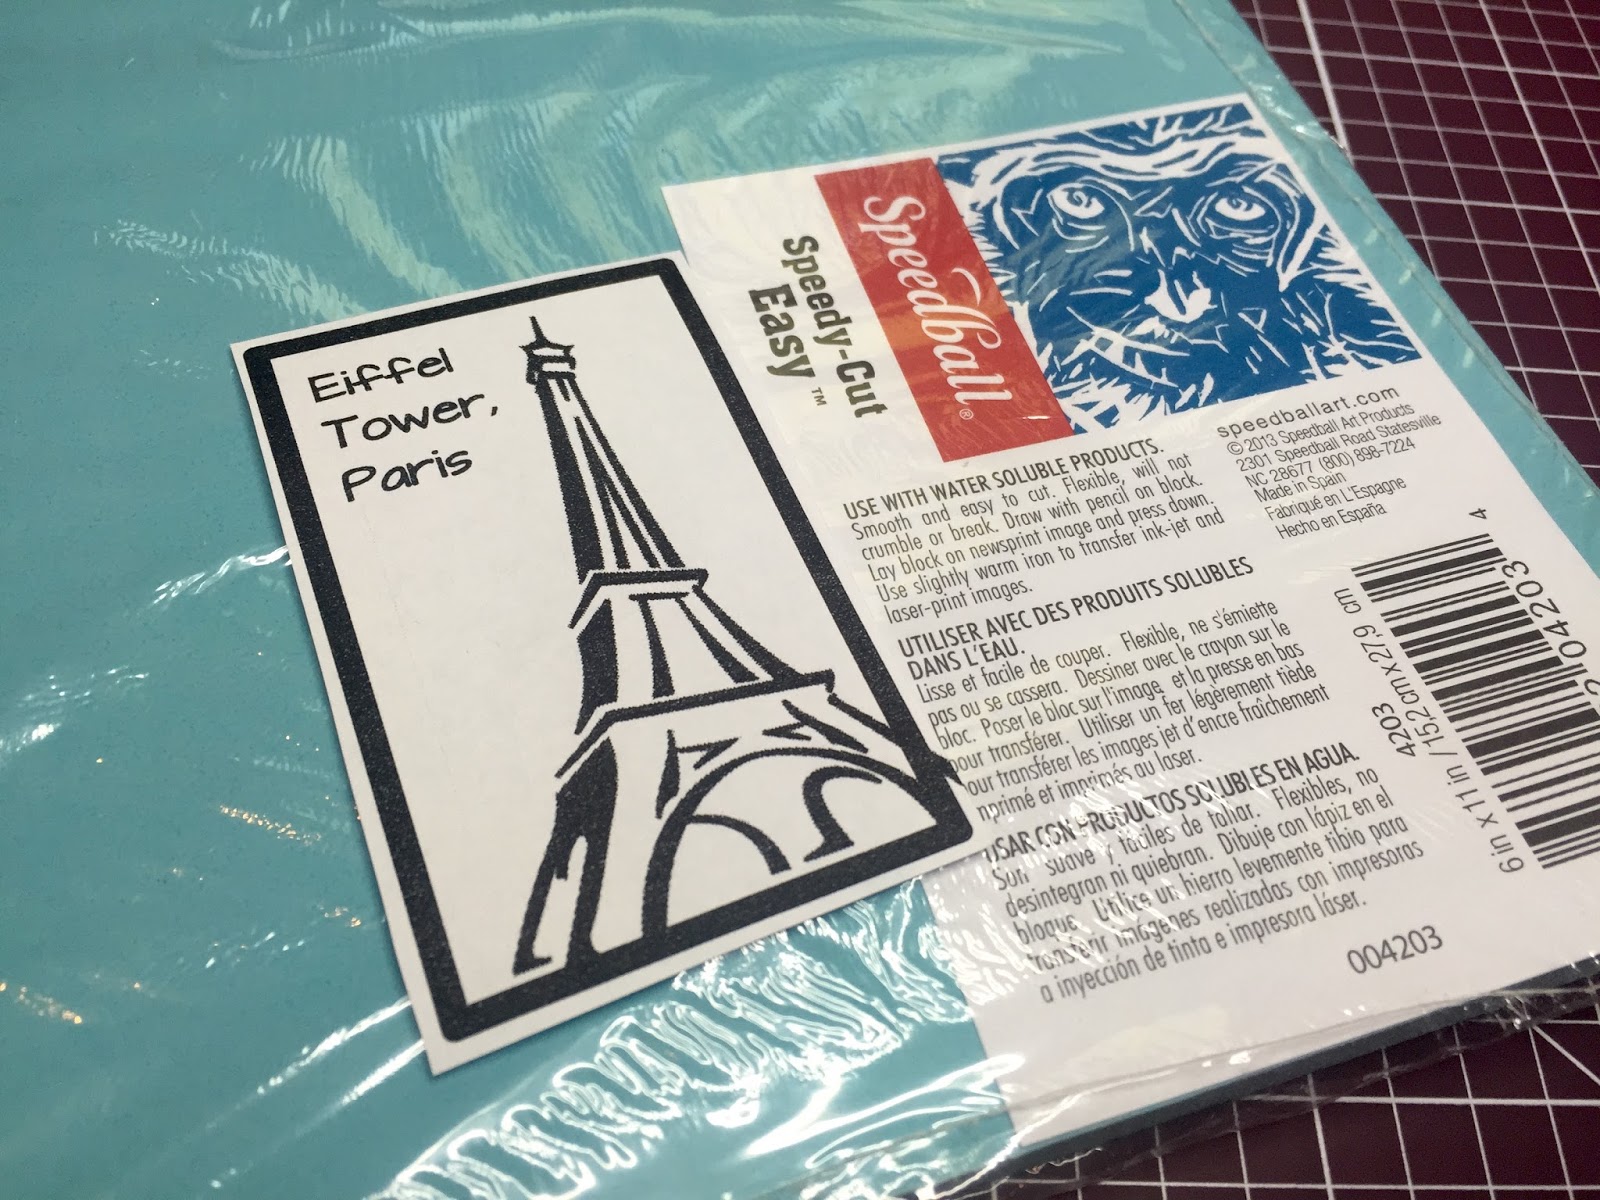 Eiffel
Tower,
Paris
Speedball®
Speedy-Cut
Easy™
USE WITH WATER SOLUBLE PRODUCTS.
Smooth and easy to cut. Flexible, will not
crumble or break. Draw with pencil on block.
Lay block on newsprint image and press down.
Use slightly warm iron to transfer ink-jet and
laser-print images.
UTILISER AVEC DES PRODUITS SOLUBLES
DANS L'EAU.
Lisse et facile de couper. Flexible, ne s'émiette
pas ou se cassera. Dessiner avec le crayon sur le
bloc. Poser le bloc sur l'image, et la presse en bas
pour transférer. Utiliser un fer légèrement tiède
pour transférer les images jet d'encre fraîchement
mprimé et imprimés au laser.
USAR CON PRODUCTOS SOLUBLES EN AGUA.
Son suave y fáciles de tahar. Flexibles, no
desintegran ni quiebran. Dibuje con lápiz en el
bloque. Utilice un hierro levemente tibio para
transferir imágenes realizadas con impresoras
a inyección de tinta e impresora láser.
004203
speedballart.com
© 2013 Speedball Art Products
2301 Speedball Road Statesville
NC 28677 (800) 898-7224
Made in Spain
Fabriqué en L'Espagne
Hecho en España
4203
6 in x 11 in / 15,2 cm x 27,9 cm
04203 4